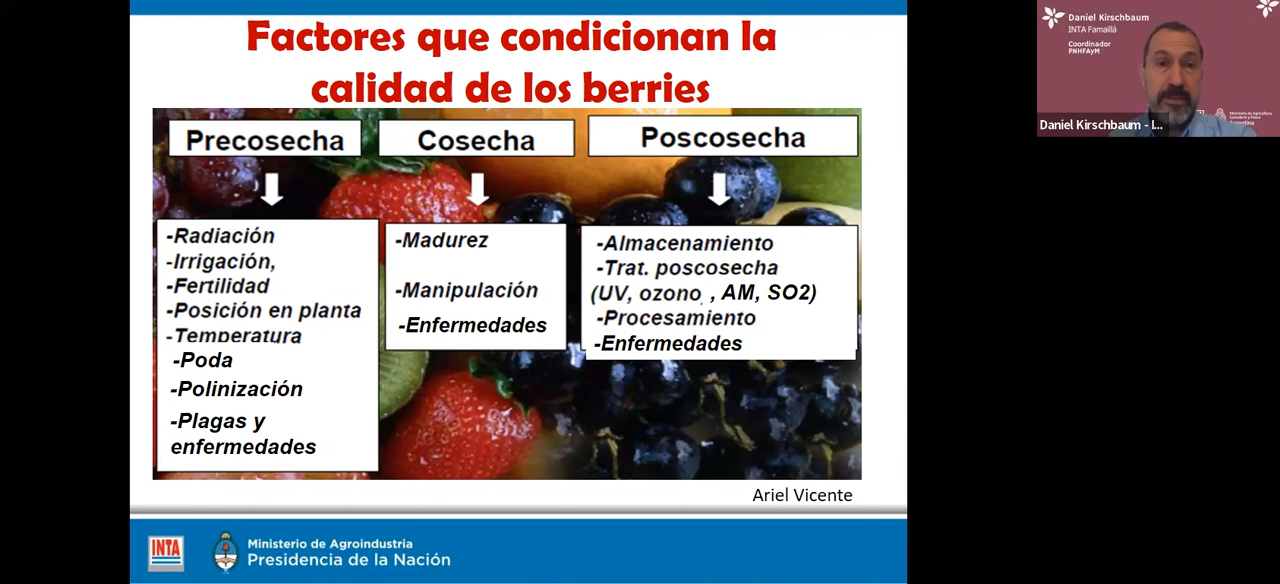 Factores que condicionan la
calidad de los berries
Precosecha
Cosecha
Poscosecha
-Radiación
-Irrigación,
-Fertilidad
-Posición en planta
-Temperatura
-Poda
-Polinización
-Plagas y
enfermedades
-Madurez
-Manipulación
-Enfermedades
-Almacenamiento
-Trat. poscosecha
(UV, ozono , AM, SO2)
-Procesamiento
-Enfermedades
Ariel Vicente
INTA
Ministerio de Agroindustria
Presidencia de la Nación
Daniel Kirschbaum
INTA Famaillá
Coordinador
PNHFAyM
Daniel Kirschbaum - I...